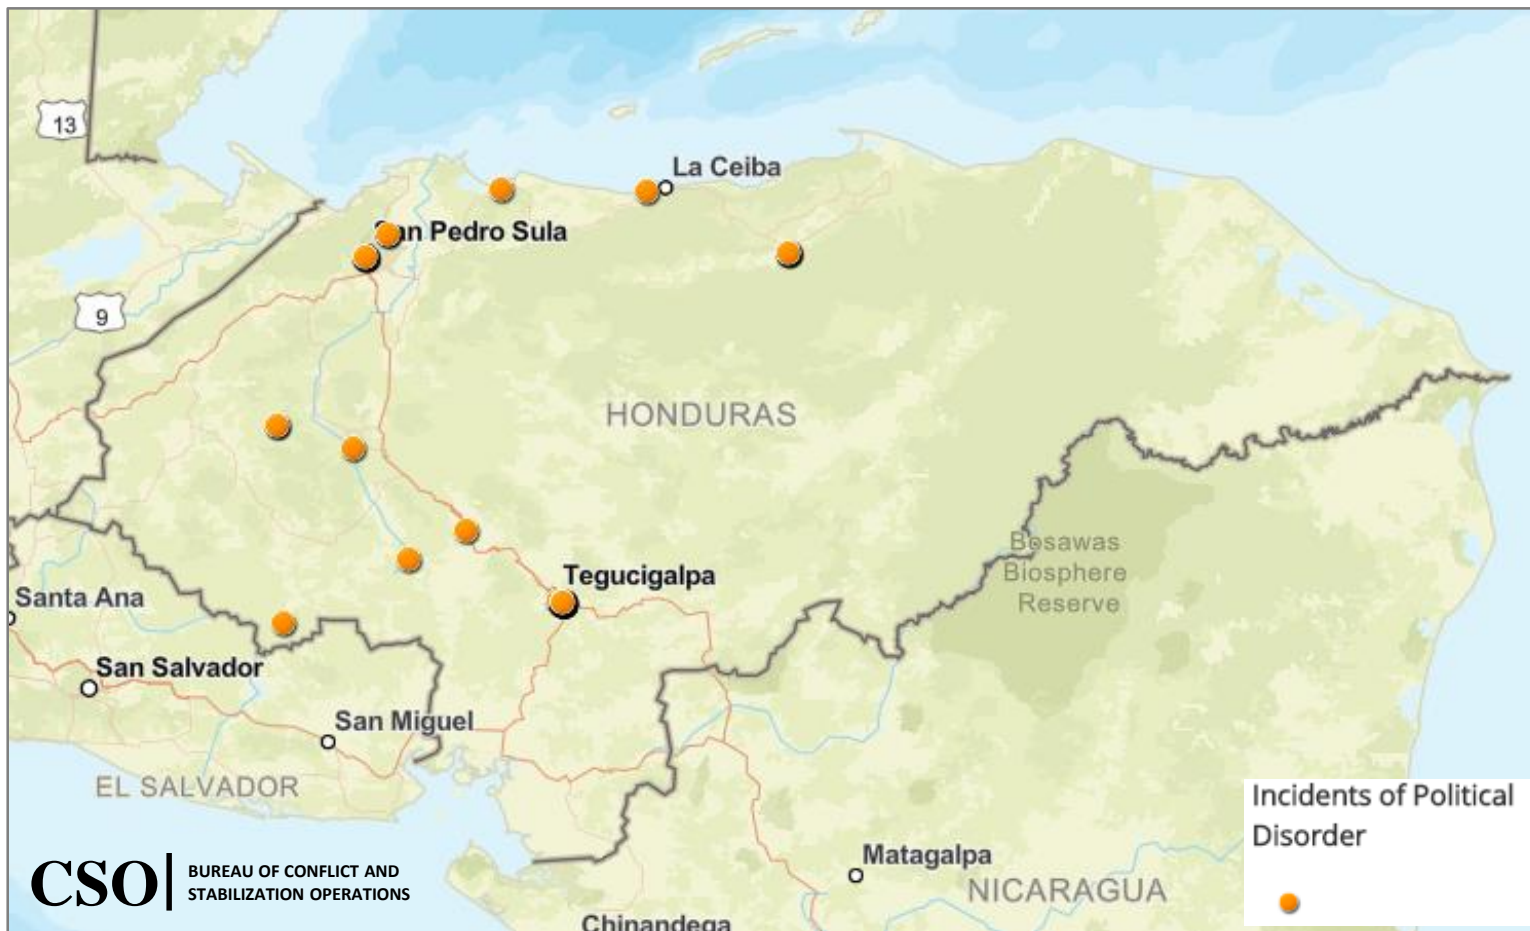 13
La Ceiba
San Pedro Sula
9
HONDURAS
Bosawas
Biosphere
Reserve
Tegucigalpa
Santa Ana
San Salvador
San Miguel
EL SALVADOR
Incidents of Political
Disorder
Matagalpa
NICARAGUA
CSO
BUREAU OF CONFLICT AND
STABILIZATION OPERATIONS
Chinandega